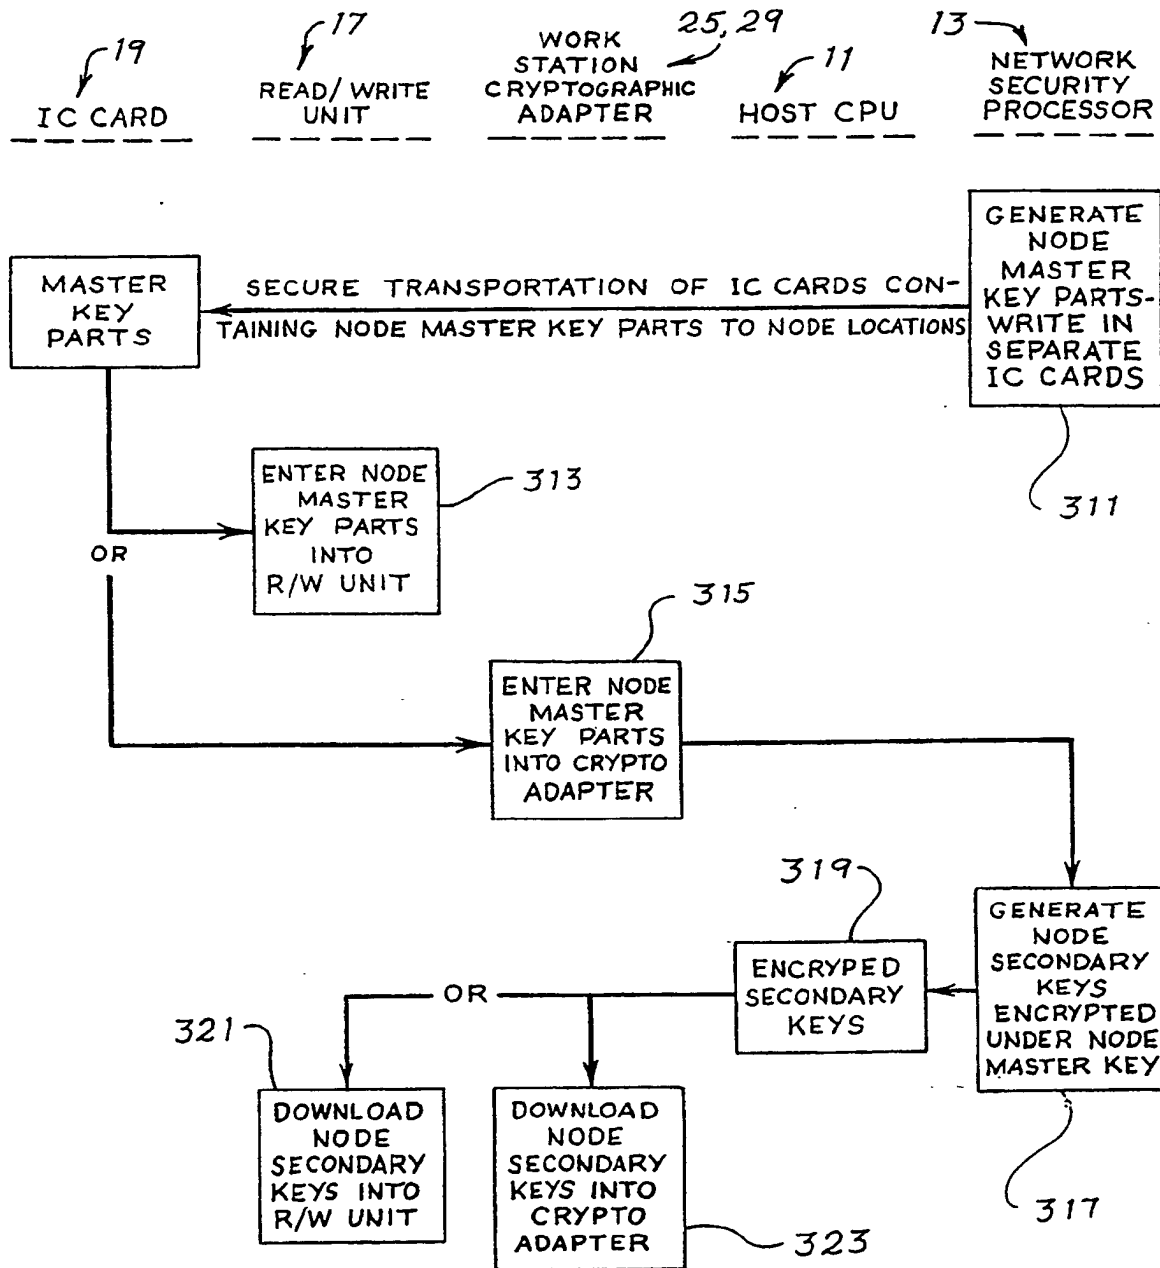 19
IC CARD
17
READ/WRITE
UNIT
25, 29
WORK
STATION
CRYPTOGRAPHIC
ADAPTER
11
HOST CPU
13
NETWORK
SECURITY
PROCESSOR
GENERATE
NODE
MASTER
KEY PARTS-
WRITE IN
SEPARATE
IC CARDS
311
SECURE TRANSPORTATION OF IC CARDS CON-
TAINING NODE MASTER KEY PARTS TO NODE LOCATIONS
MASTER
KEY
PARTS
OR
ENTER NODE
MASTER
KEY PARTS
INTO
R/W UNIT
313
315
ENTER NODE
MASTER
KEY PARTS
INTO CRYPTO
ADAPTER
GENERATE
NODE
SECONDARY
KEYS
ENCRYPTED
UNDER NODE
MASTER KEY
317
319
ENCRYPED
SECONDARY
KEYS
OR
321
DOWNLOAD
NODE
SECONDARY
KEYS INTO
R/W UNIT
DOWNLOAD
NODE
SECONDARY
KEYS INTO
CRYPTO
ADAPTER
323